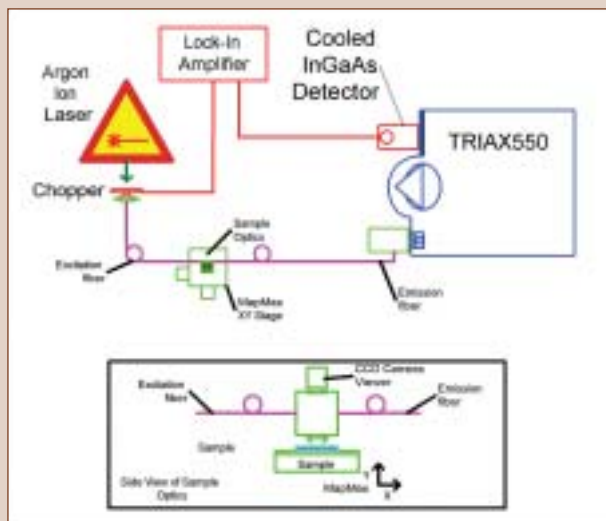 Lock-In
Amplifier
Cooled
InGaAs
Detector
Argon
Ion
Laser
TRIAX550
Chopper
Sample
Optics
Excitation
fiber
MapMax
XY Stage
Emission
fiber
CCD Camera
Viewer
Excitation
fiber
Emission
fiber
Sample
Sample
Y
X
MapMax
Side View of Sample
Optics